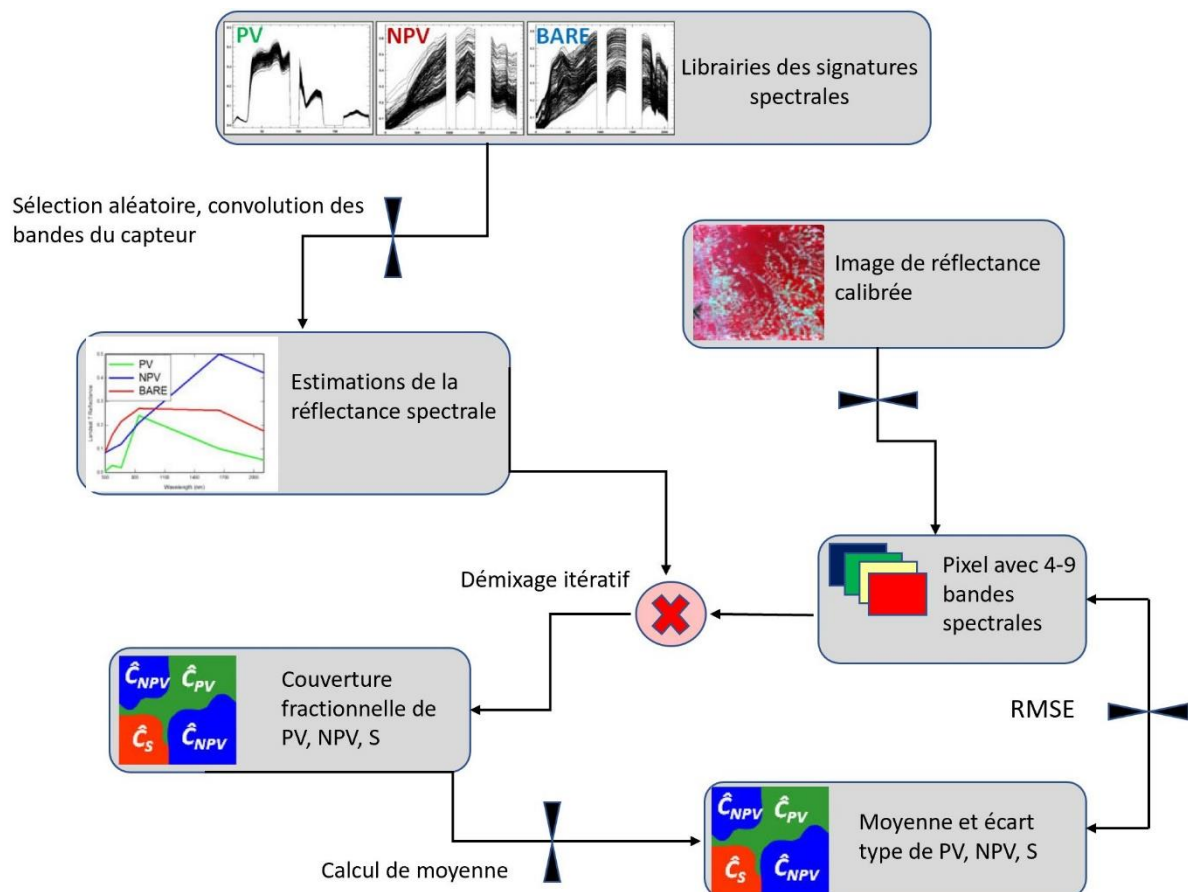 PV
NPV
BARE
Librairies des signatures
spectrales
Sélection aléatoire, convolution des
bandes du capteur
Image de réflectance
calibrée
PV
NPV
BARE
Estimations de la
réflectance spectrale
Wavelength (nm)
Pixel avec 4-9
bandes
spectrales
Démixage itératif
Ĉ_NPV Ĉ_PV
Ĉ_S Ĉ_NPV
Couverture
fractionnelle de
PV, NPV, S
RMSE
Ĉ_NPV Ĉ_PV
Ĉ_S Ĉ_NPV
Moyenne et écart
type de PV, NPV, S
Calcul de moyenne